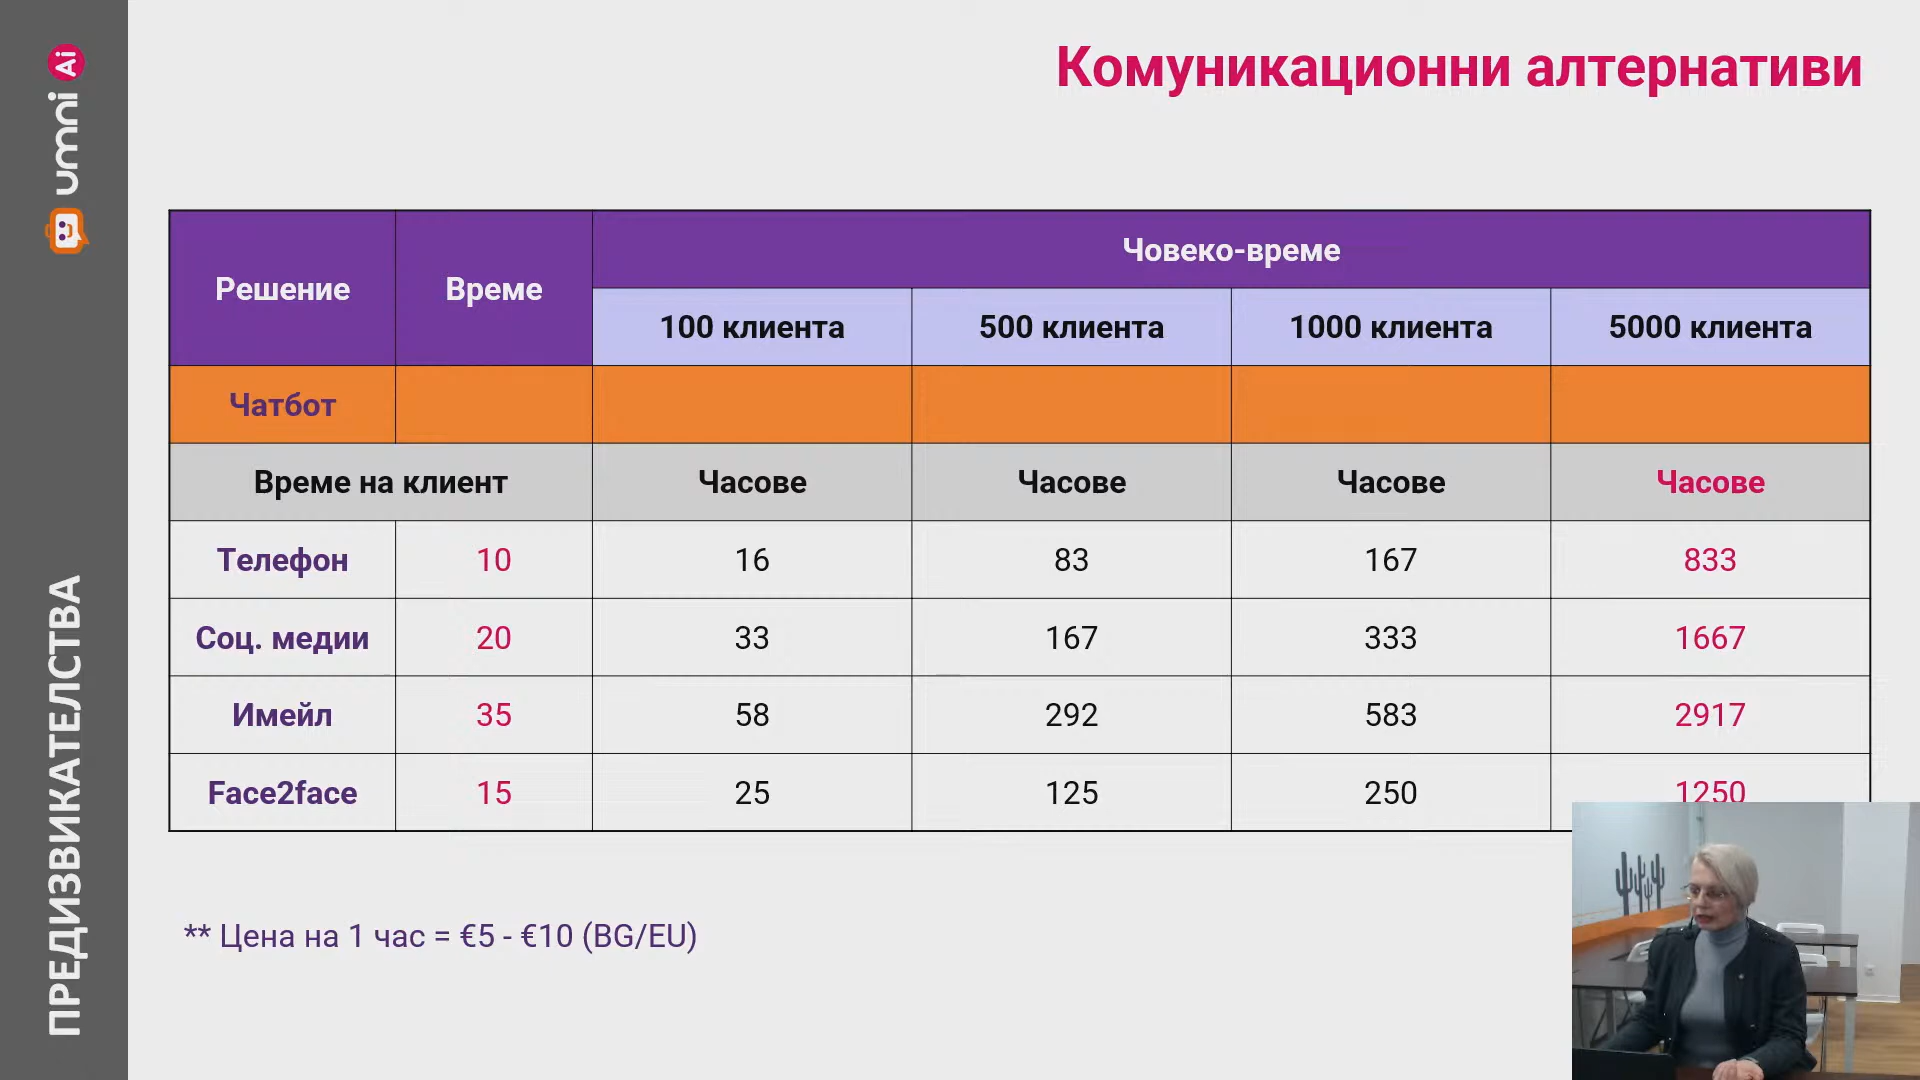 umni Ai
ПРЕДИЗВИКАТЕЛСТВА
Комуникационни алтернативи
Решение Време Човеко-време
100 клиента 500 клиента 1000 клиента 5000 клиента
Чатбот
Време на клиент Часове Часове Часове Часове
Телефон 10 16 83 167 833
Соц. медии 20 33 167 333 1667
Имейл 35 58 292 583 2917
Face2face 15 25 125 250 1250
** Цена на 1 час = €5 - €10 (BG/EU)